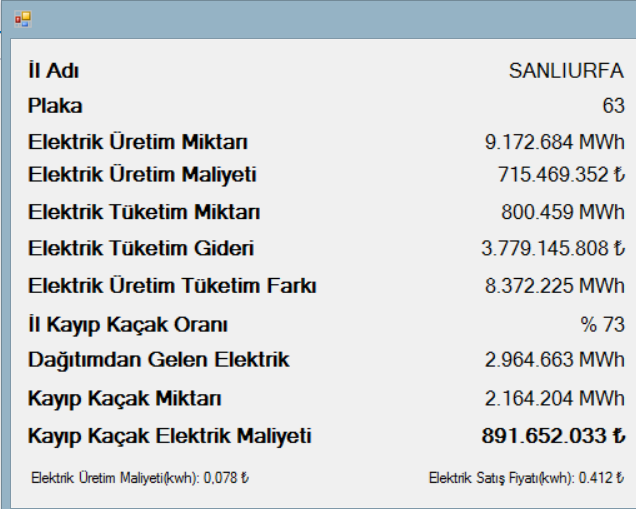 İl Adı SANLIURFA
Plaka 63
Elektrik Üretim Miktarı 9.172.684 MWh
Elektrik Üretim Maliyeti 715.469.352 ₺
Elektrik Tüketim Miktarı 800.459 MWh
Elektrik Tüketim Gideri 3.779.145.808 ₺
Elektrik Üretim Tüketim Farkı 8.372.225 MWh
İl Kayıp Kaçak Oranı % 73
Dağıtımdan Gelen Elektrik 2.964.663 MWh
Kayıp Kaçak Miktarı 2.164.204 MWh
Kayıp Kaçak Elektrik Maliyeti 891.652.033 ₺
Elektrik Üretim Maliyeti(kwh): 0,078 ₺ Elektrik Satış Fiyatı(kwh): 0.412 ₺